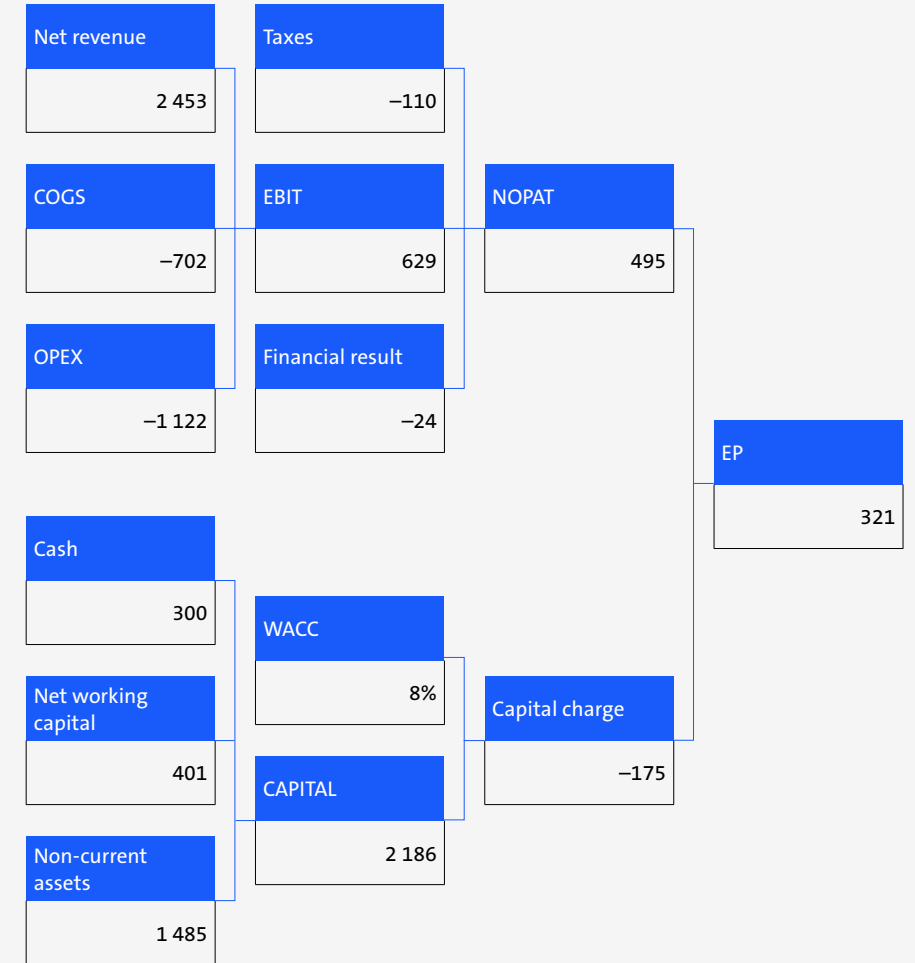 Net revenue
2 453
Taxes
–110
COGS
–702
EBIT
629
NOPAT
495
OPEX
–1 122
Financial result
–24
EP
321
Cash
300
WACC
8%
Net working
capital
401
Capital charge
–175
CAPITAL
2 186
Non-current
assets
1 485